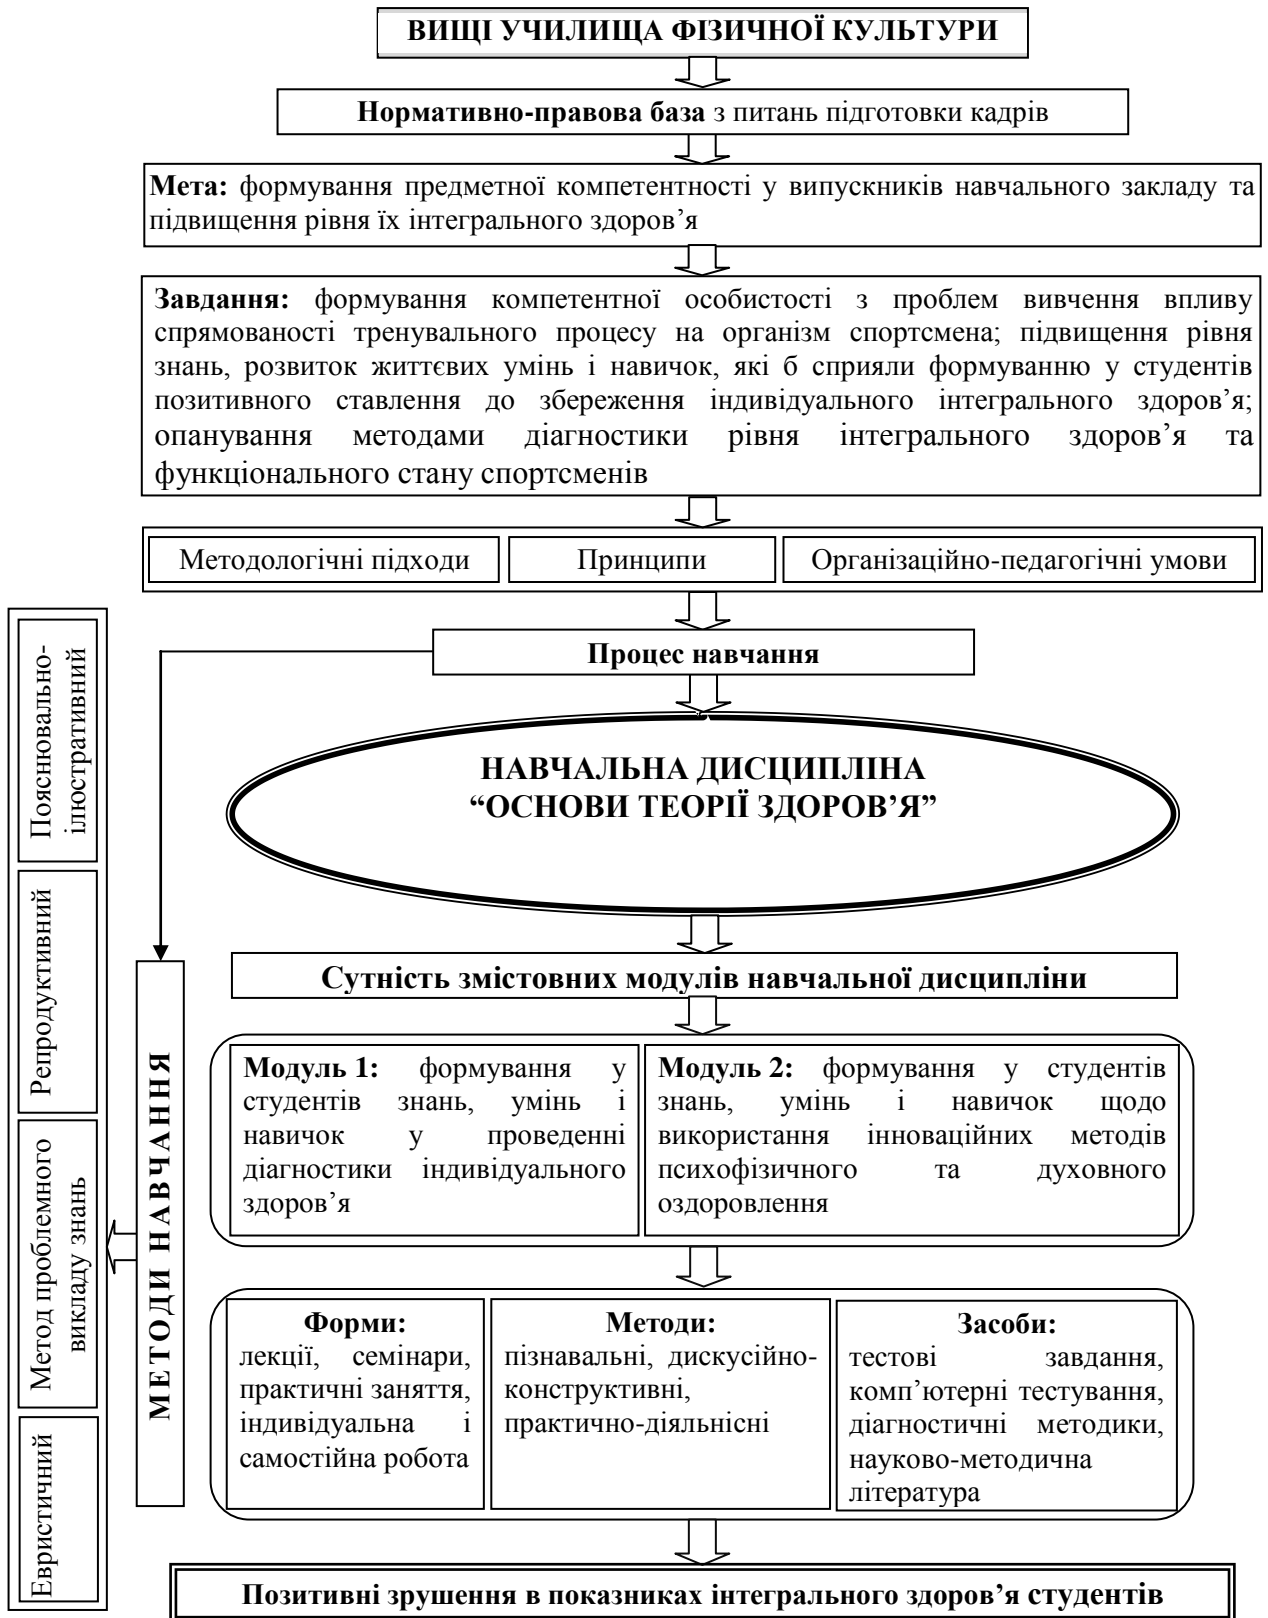 ВИЩІ УЧИЛИЩА ФІЗИЧНОЇ КУЛЬТУРИ
Нормативно-правова база з питань підготовки кадрів
Мета: формування предметної компетентності у випускників навчального закладу та
підвищення рівня їх інтегрального здоров’я
Завдання: формування компетентної особистості з проблем вивчення впливу
спрямованості тренувального процесу на організм спортсмена; підвищення рівня
знань, розвиток життєвих умінь і навичок, які б сприяли формуванню у студентів
позитивного ставлення до збереження індивідуального інтегрального здоров’я;
опанування методами діагностики рівня інтегрального здоров’я та
функціонального стану спортсменів
Методологічні підходи
Принципи
Організаційно-педагогічні умови
Процес навчання
НАВЧАЛЬНА ДИСЦИПЛІНА
“ОСНОВИ ТЕОРІЇ ЗДОРОВ’Я”
Пояснювально-
ілюстративний
Репродуктивний
Метод проблемного
викладу знань
Евристичний
МЕТОДИ НАВЧАННЯ
Сутність змістовних модулів навчальної дисципліни
Модуль 1: формування у
студентів знань, умінь і
навичок у проведенні
діагностики індивідуального
здоров’я
Модуль 2: формування у студентів
знань, умінь і навичок щодо
використання інноваційних методів
психофізичного та духовного
оздоровлення
Форми:
лекції, семінари,
практичні заняття,
індивідуальна і
самостійна робота
Методи:
пізнавальні, дискусійно-
конструктивні,
практично-діяльнісні
Засоби:
тестові завдання,
комп’ютерні тестування,
діагностичні методики,
науково-методична
література
Позитивні зрушення в показниках інтегрального здоров’я студентів